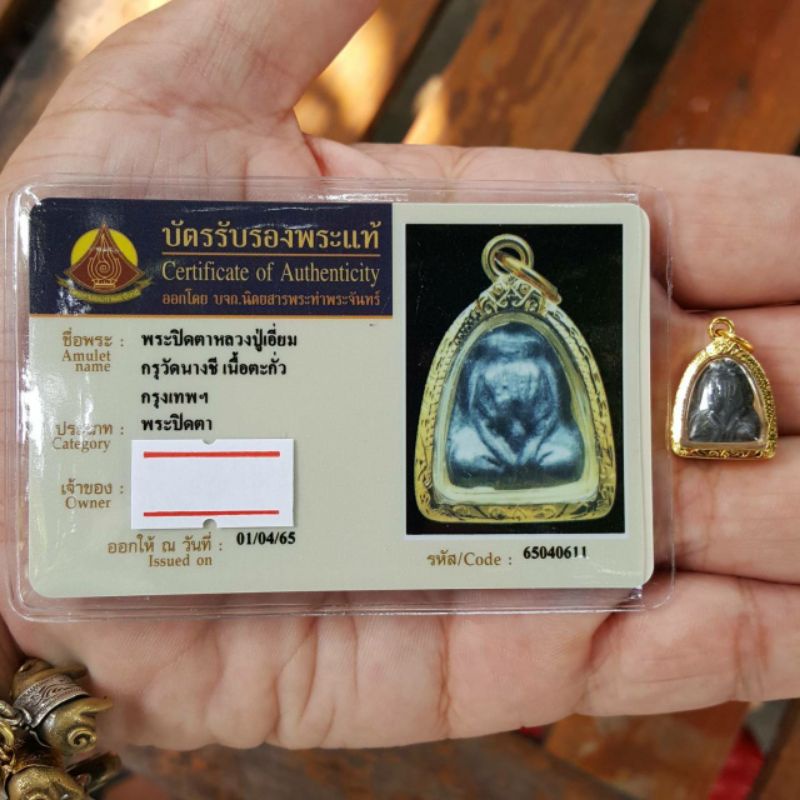 บัตรรับรองพระแท้
Certificate of Authenticity
ออกโดย บจก.นิตยสารพระท่าพระจันทร์
ชื่อพระ : พระปิดตาหลวงปู่เอี่ยม
Amulet name
กรุวัดนางชี เนื้อตะกั่ว
กรุงเทพฯ
ประเภท : พระปิดตา
Category
เจ้าของ :
Owner
ออกให้ ณ วันที่ : 01/04/65
Issued on
รหัส/Code : 65040611